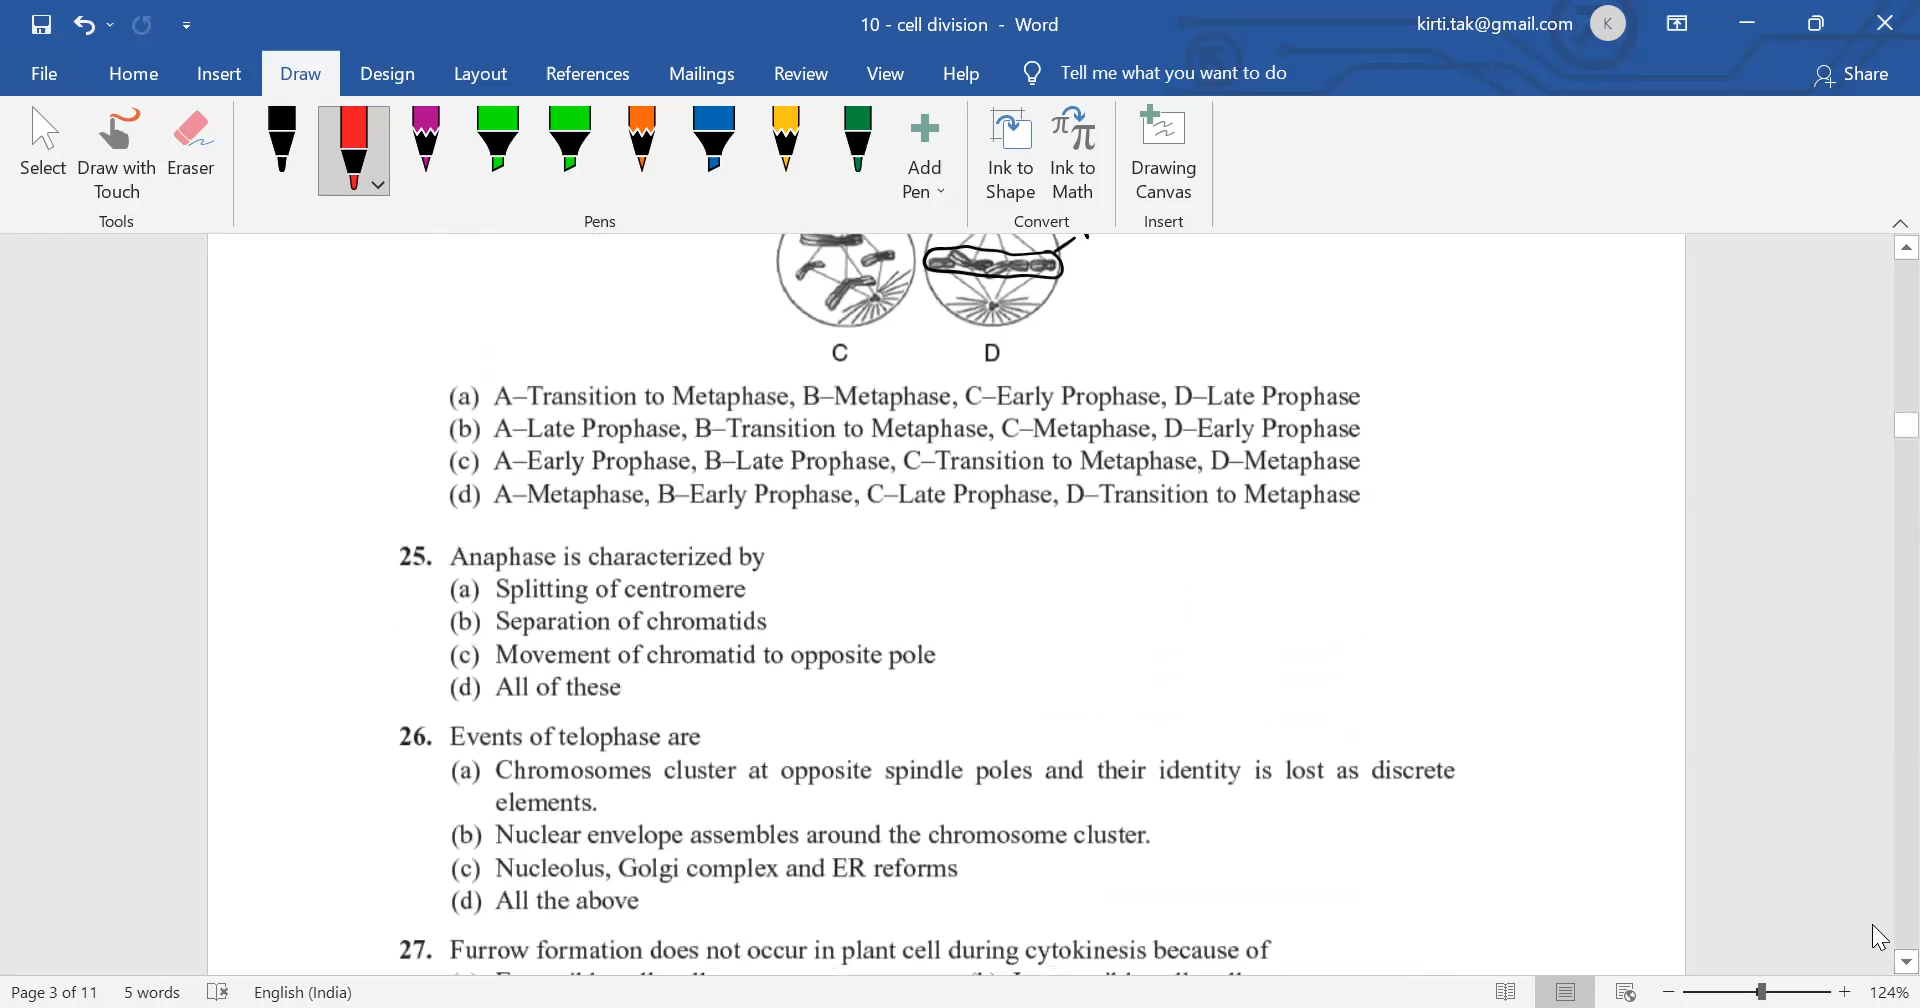 10 - cell division - Word
kirti.tak@gmail.com
K
File Home Insert Draw Design Layout References Mailings Review View Help Tell me what you want to do Share
Select Draw with Touch Eraser
Tools
Pens
Add Pen
Ink to Shape Ink to Math
Convert
Drawing Canvas
Insert
C D
(a) A–Transition to Metaphase, B–Metaphase, C–Early Prophase, D–Late Prophase
(b) A–Late Prophase, B–Transition to Metaphase, C–Metaphase, D–Early Prophase
(c) A–Early Prophase, B–Late Prophase, C–Transition to Metaphase, D–Metaphase
(d) A–Metaphase, B–Early Prophase, C–Late Prophase, D–Transition to Metaphase
25. Anaphase is characterized by
(a) Splitting of centromere
(b) Separation of chromatids
(c) Movement of chromatid to opposite pole
(d) All of these
26. Events of telophase are
(a) Chromosomes cluster at opposite spindle poles and their identity is lost as discrete
elements.
(b) Nuclear envelope assembles around the chromosome cluster.
(c) Nucleolus, Golgi complex and ER reforms
(d) All the above
27. Furrow formation does not occur in plant cell during cytokinesis because of
Page 3 of 11 5 words English (India) 124%